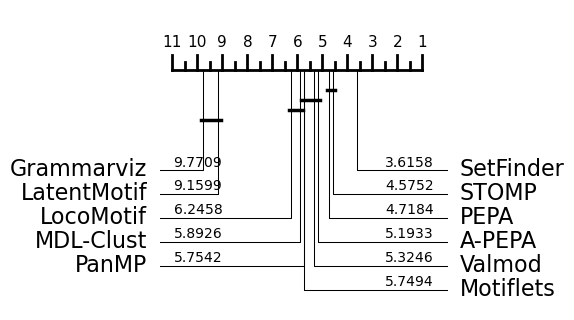 11 10 9 8 7 6 5 4 3 2 1
Grammarviz 9.7709 3.6158 SetFinder
LatentMotif 9.1599 4.5752 STOMP
LocoMotif 6.2458 4.7184 PEPA
MDL-Clust 5.8926 5.1933 A-PEPA
PanMP 5.7542 5.3246 Valmod
5.7494 Motiflets